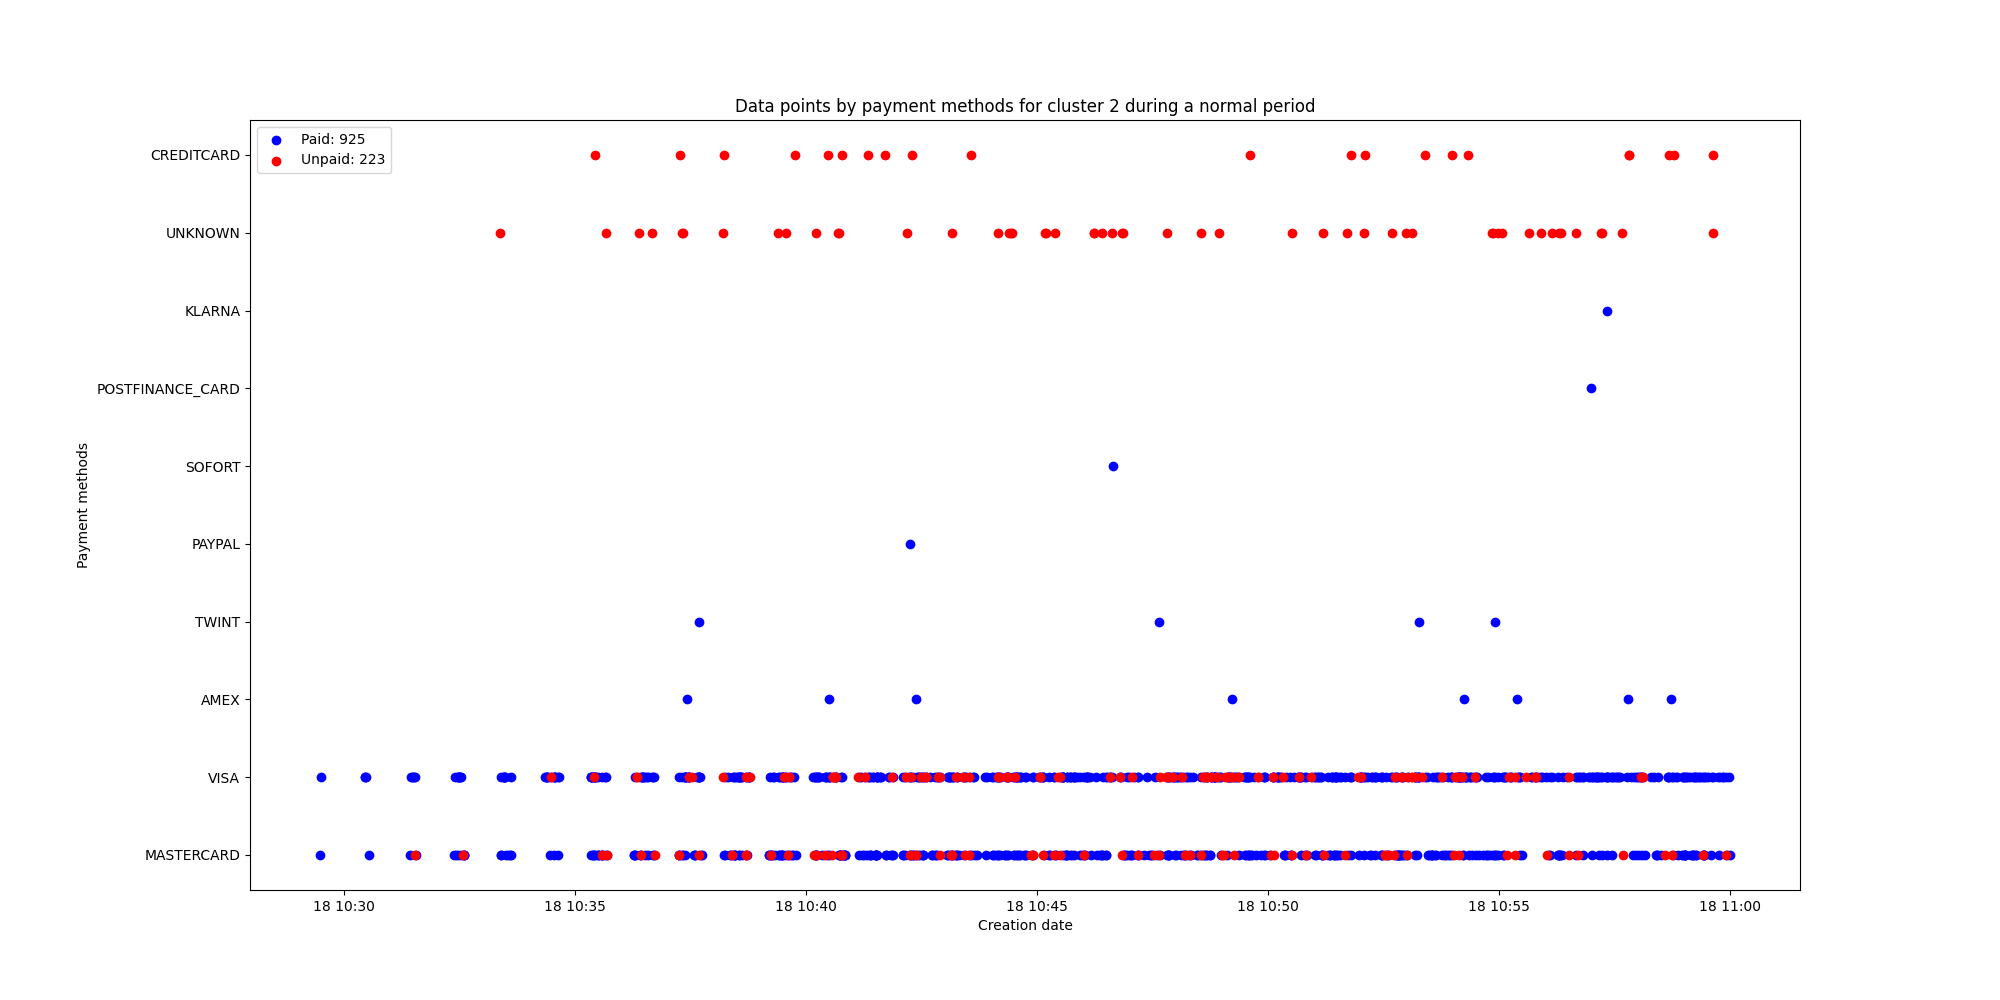 Data points by payment methods for cluster 2 during a normal period
Paid: 925
Unpaid: 223
CREDITCARD
UNKNOWN
KLARNA
POSTFINANCE_CARD
SOFORT
PAYPAL
TWINT
AMEX
VISA
MASTERCARD
Payment methods
18 10:30 18 10:35 18 10:40 18 10:45 18 10:50 18 10:55 18 11:00
Creation date